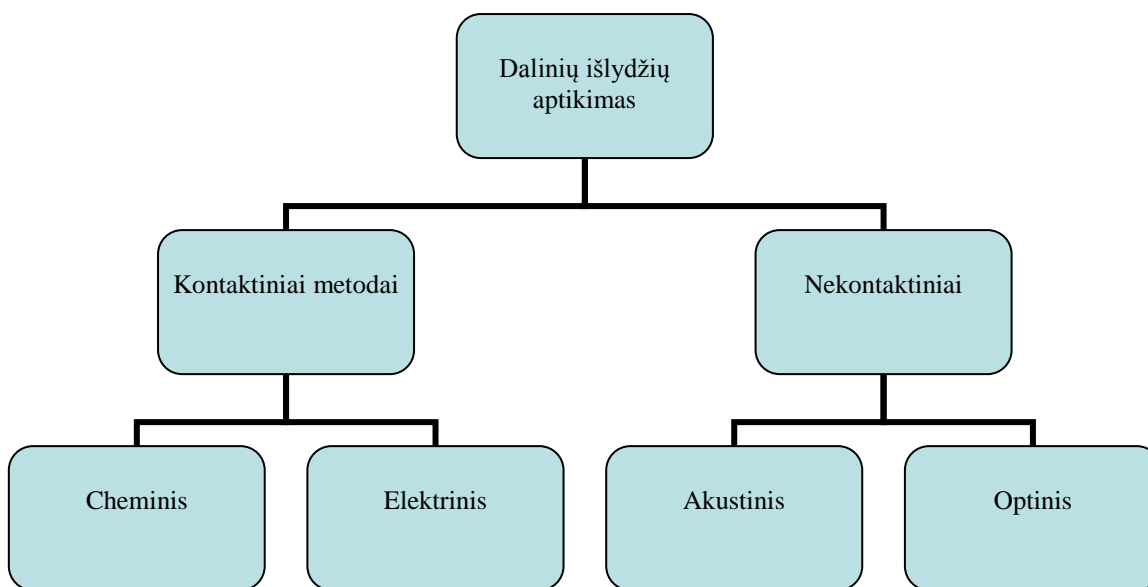 Dalinių išlydžių
aptikimas
Kontaktiniai metodai
Nekontaktiniai
Cheminis
Elektrinis
Akustinis
Optinis